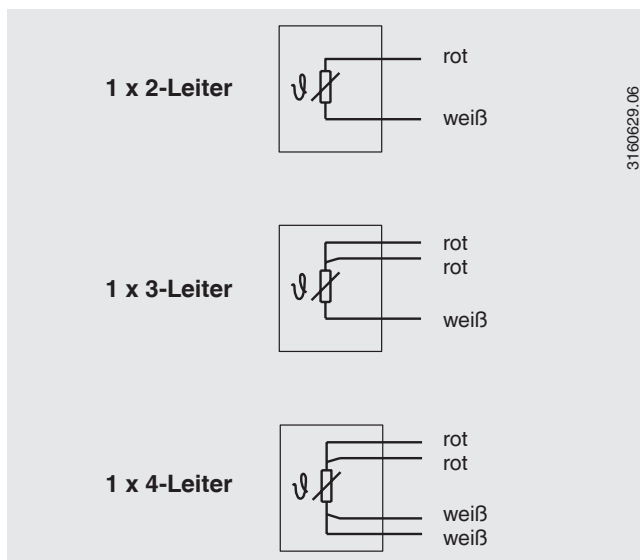 1 x 2-Leiter
ϑ
rot
weiß
3160629.06
1 x 3-Leiter
ϑ
rot
rot
weiß
1 x 4-Leiter
ϑ
rot
rot
weiß
weiß